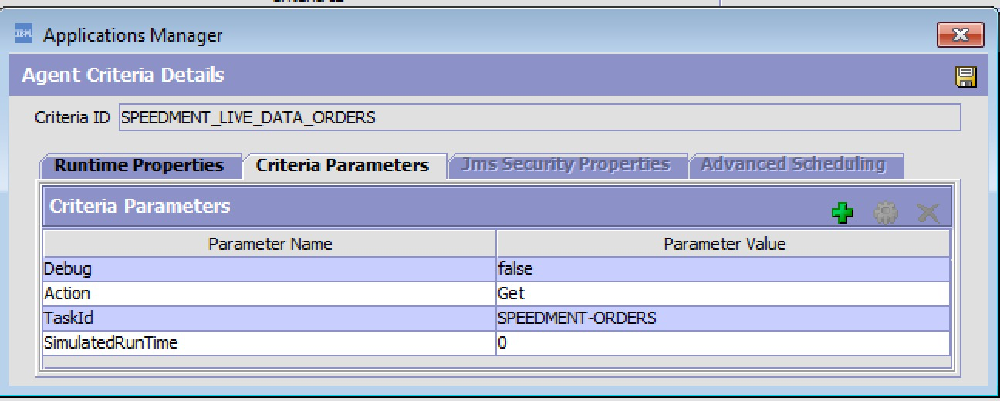 IBM Applications Manager
Agent Criteria Details
Criteria ID SPEEDMENT_LIVE_DATA_ORDERS
Runtime Properties Criteria Parameters Jms Security Properties Advanced Scheduling
Criteria Parameters
Parameter Name Parameter Value
Debug false
Action Get
TaskId SPEEDMENT-ORDERS
SimulatedRunTime 0